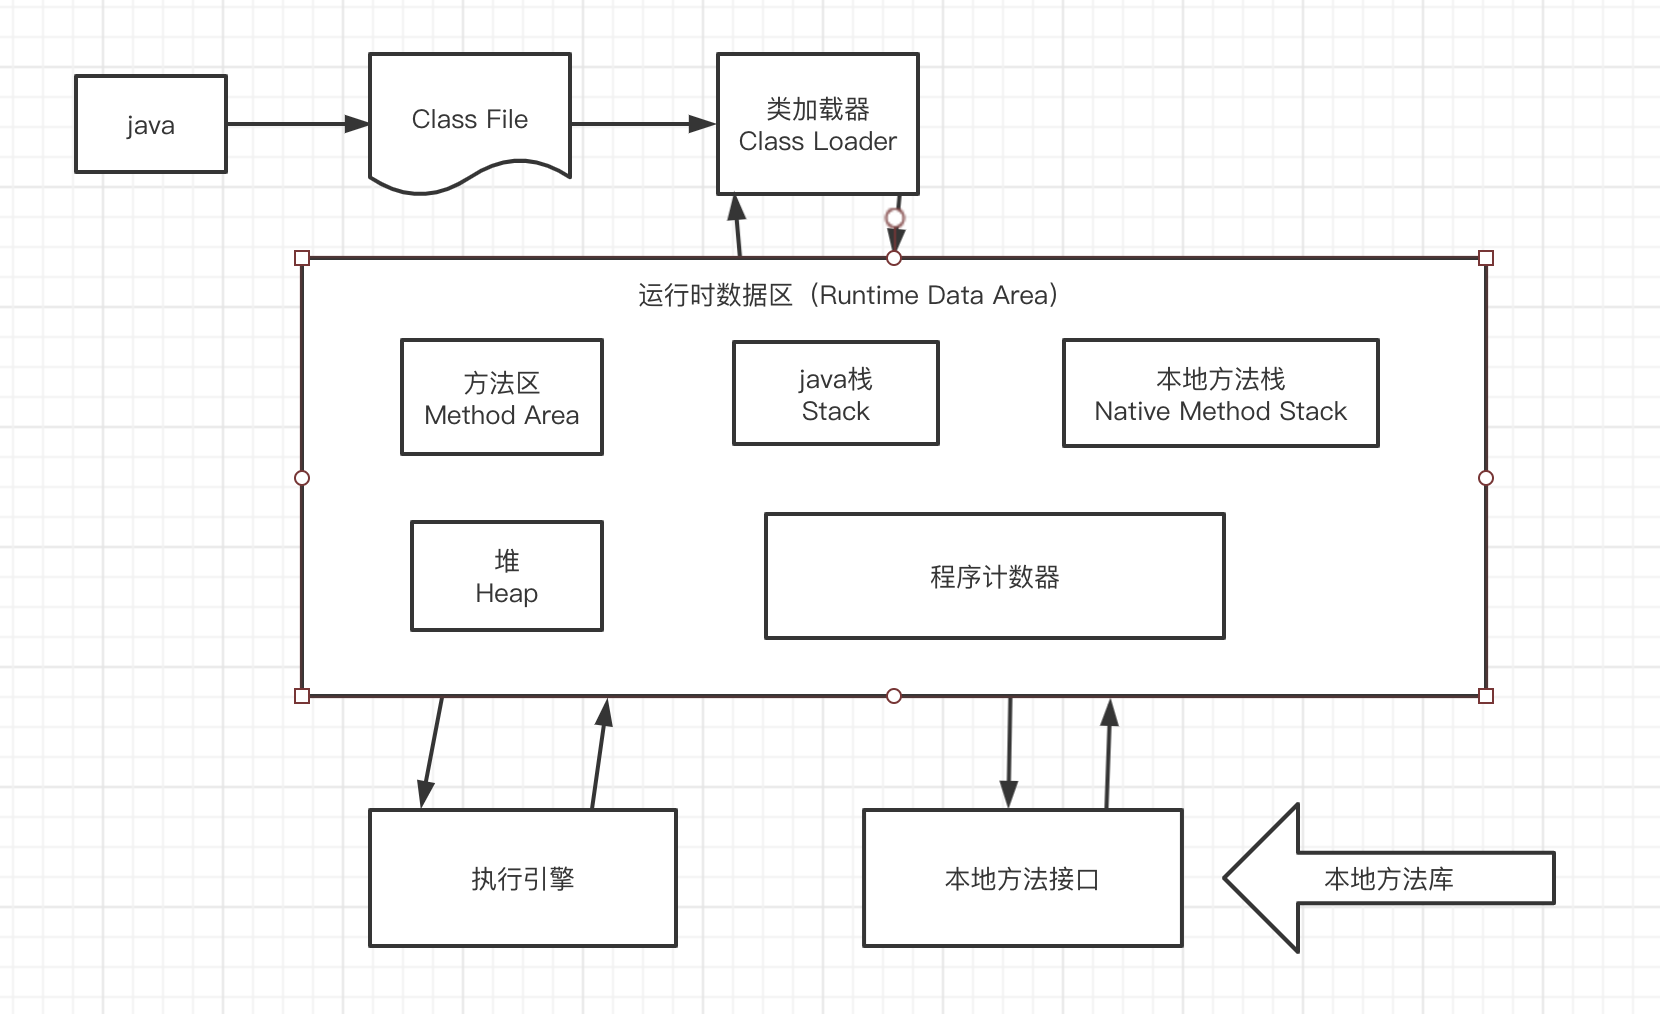 java
Class File
类加载器
Class Loader
运行时数据区（Runtime Data Area）
方法区
Method Area
java栈
Stack
本地方法栈
Native Method Stack
堆
Heap
程序计数器
执行引擎
本地方法接口
本地方法库